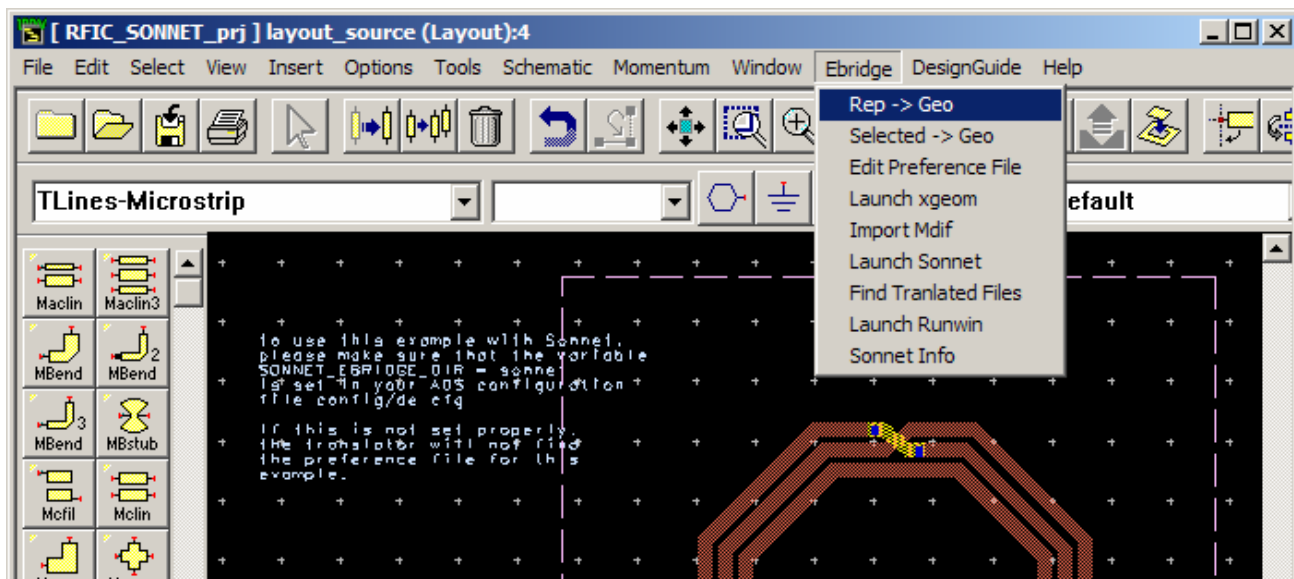 [ RFIC_SONNET_prj ] layout_source (Layout):4
File Edit Select View Insert Options Tools Schematic Momentum Window Ebridge DesignGuide Help
Rep -> Geo
Selected -> Geo
Edit Preference File
Launch xgeom
Import Mdif
Launch Sonnet
Find Tranlated Files
Launch Runwin
Sonnet Info
TLines-Microstrip
efault
Maclin Maclin3
MBend MBend 2
MBend 3 MBstub
Mcfil Mclin
to use this example with Sonnet,
please make sure that the variable
SONNET_EBRIDGE_DIR = sonnet
is set in your ADS configuration
file config/de cfg
If this is not set properly,
the translator will not find
the preference file for this
example.